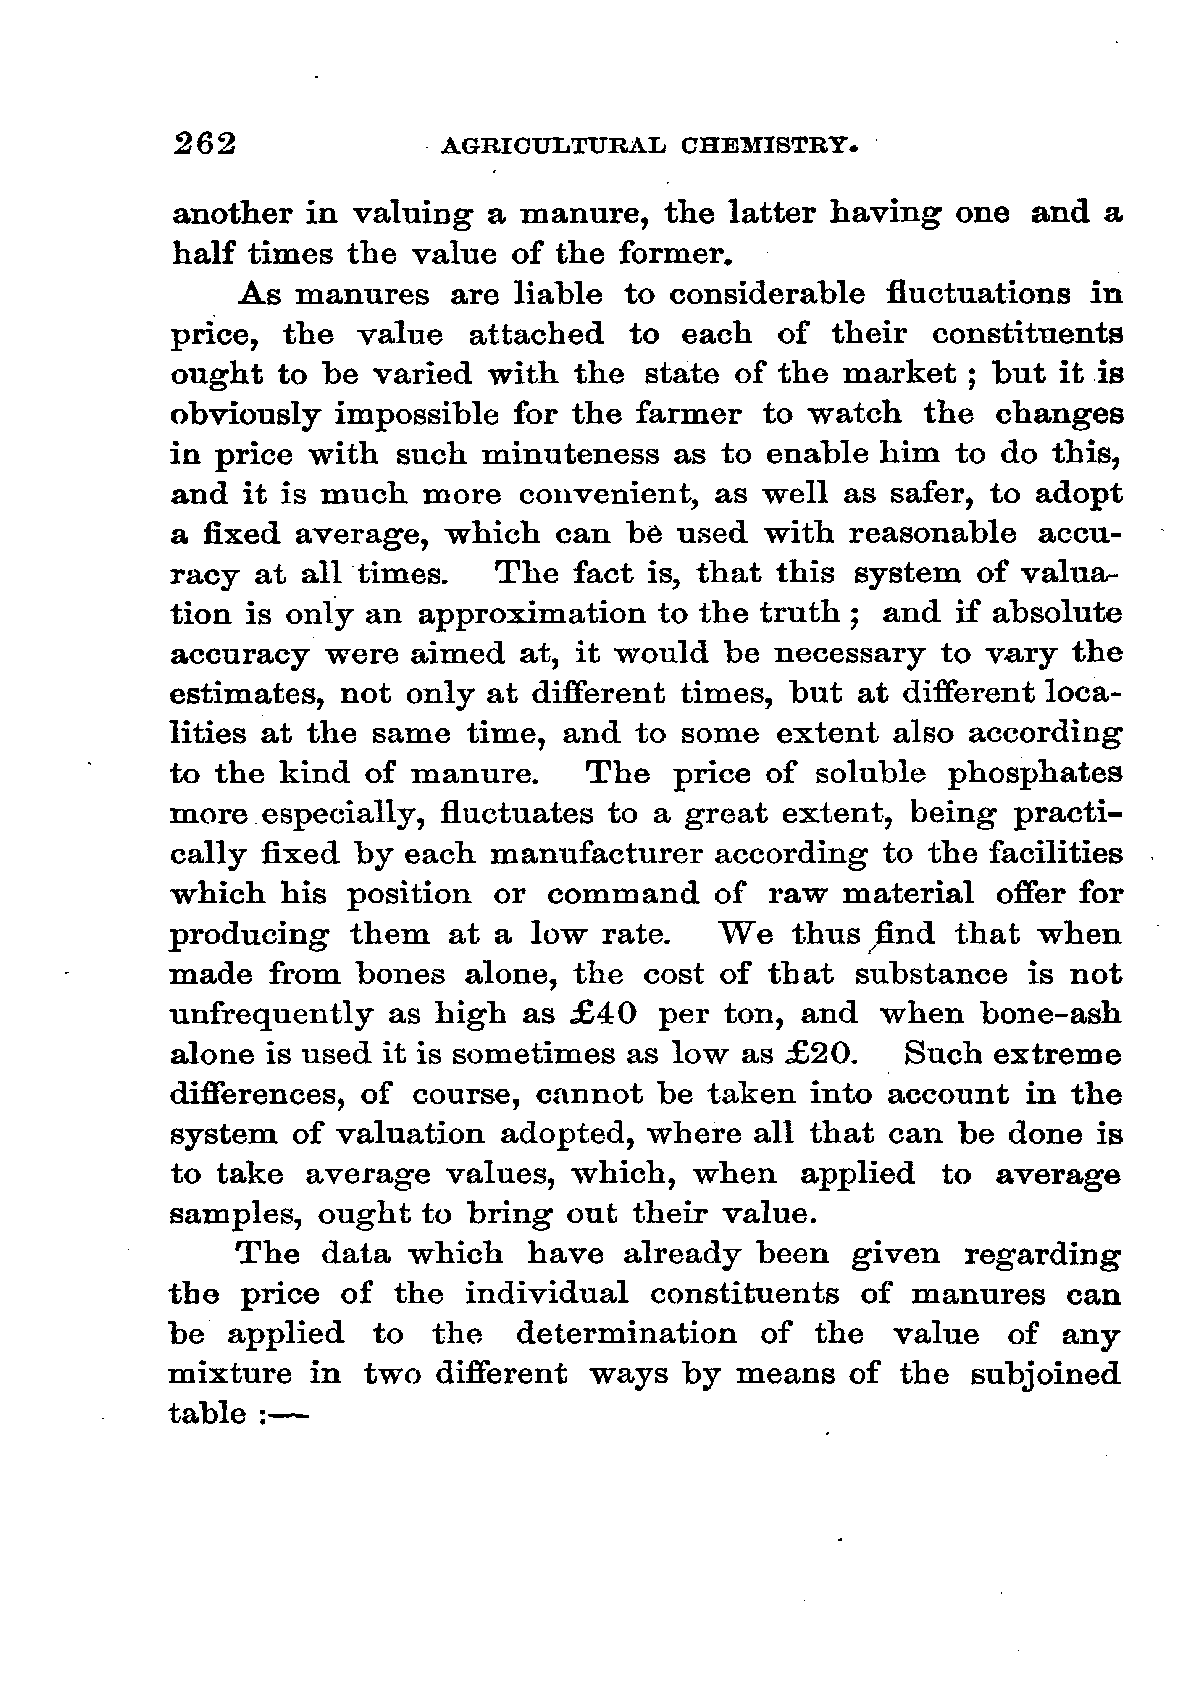 262 AGRICULTURAL CHEMISTRY.
another in valuing a manure, the latter having one and a
half times the value of the former.
As manures are liable to considerable fluctuations in
price, the value attached to each of their constituents
ought to be varied with the state of the market ; but it is
obviously impossible for the farmer to watch the changes
in price with such minuteness as to enable him to do this,
and it is much more convenient, as well as safer, to adopt
a fixed average, which can be used with reasonable accu-
racy at all times. The fact is, that this system of valua-
tion is only an approximation to the truth ; and if absolute
accuracy were aimed at, it would be necessary to vary the
estimates, not only at different times, but at different loca-
lities at the same time, and to some extent also according
to the kind of manure. The price of soluble phosphates
more especially, fluctuates to a great extent, being practi-
cally fixed by each manufacturer according to the facilities
which his position or command of raw material offer for
producing them at a low rate. We thus find that when
made from bones alone, the cost of that substance is not
unfrequently as high as £40 per ton, and when bone-ash
alone is used it is sometimes as low as £20. Such extreme
differences, of course, cannot be taken into account in the
system of valuation adopted, where all that can be done is
to take average values, which, when applied to average
samples, ought to bring out their value.
The data which have already been given regarding
the price of the individual constituents of manures can
be applied to the determination of the value of any
mixture in two different ways by means of the subjoined
table :—